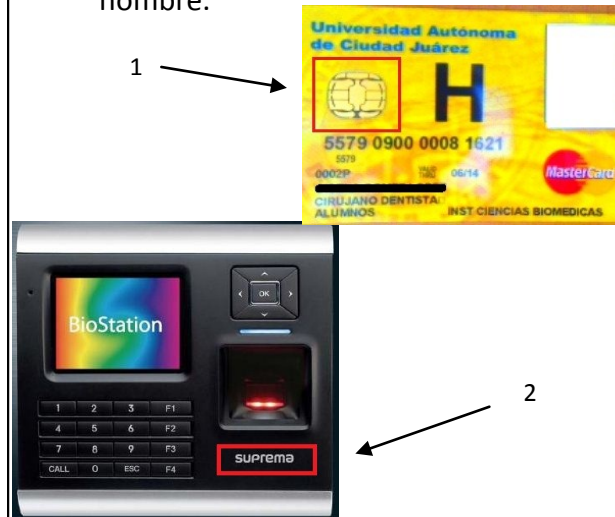 nombre.
1
Universidad Autónoma
de Ciudad Juárez
H
5579 0900 0008 1621
5579
0002P VALID THRU 06/14
MasterCard
CIRUJANO DENTISTA
ALUMNOS INST CIENCIAS BIOMEDICAS
BioStation
OK
1 2 3 F1
4 5 6 F2
7 8 9 F3
CALL 0 ESC F4
suprema
2